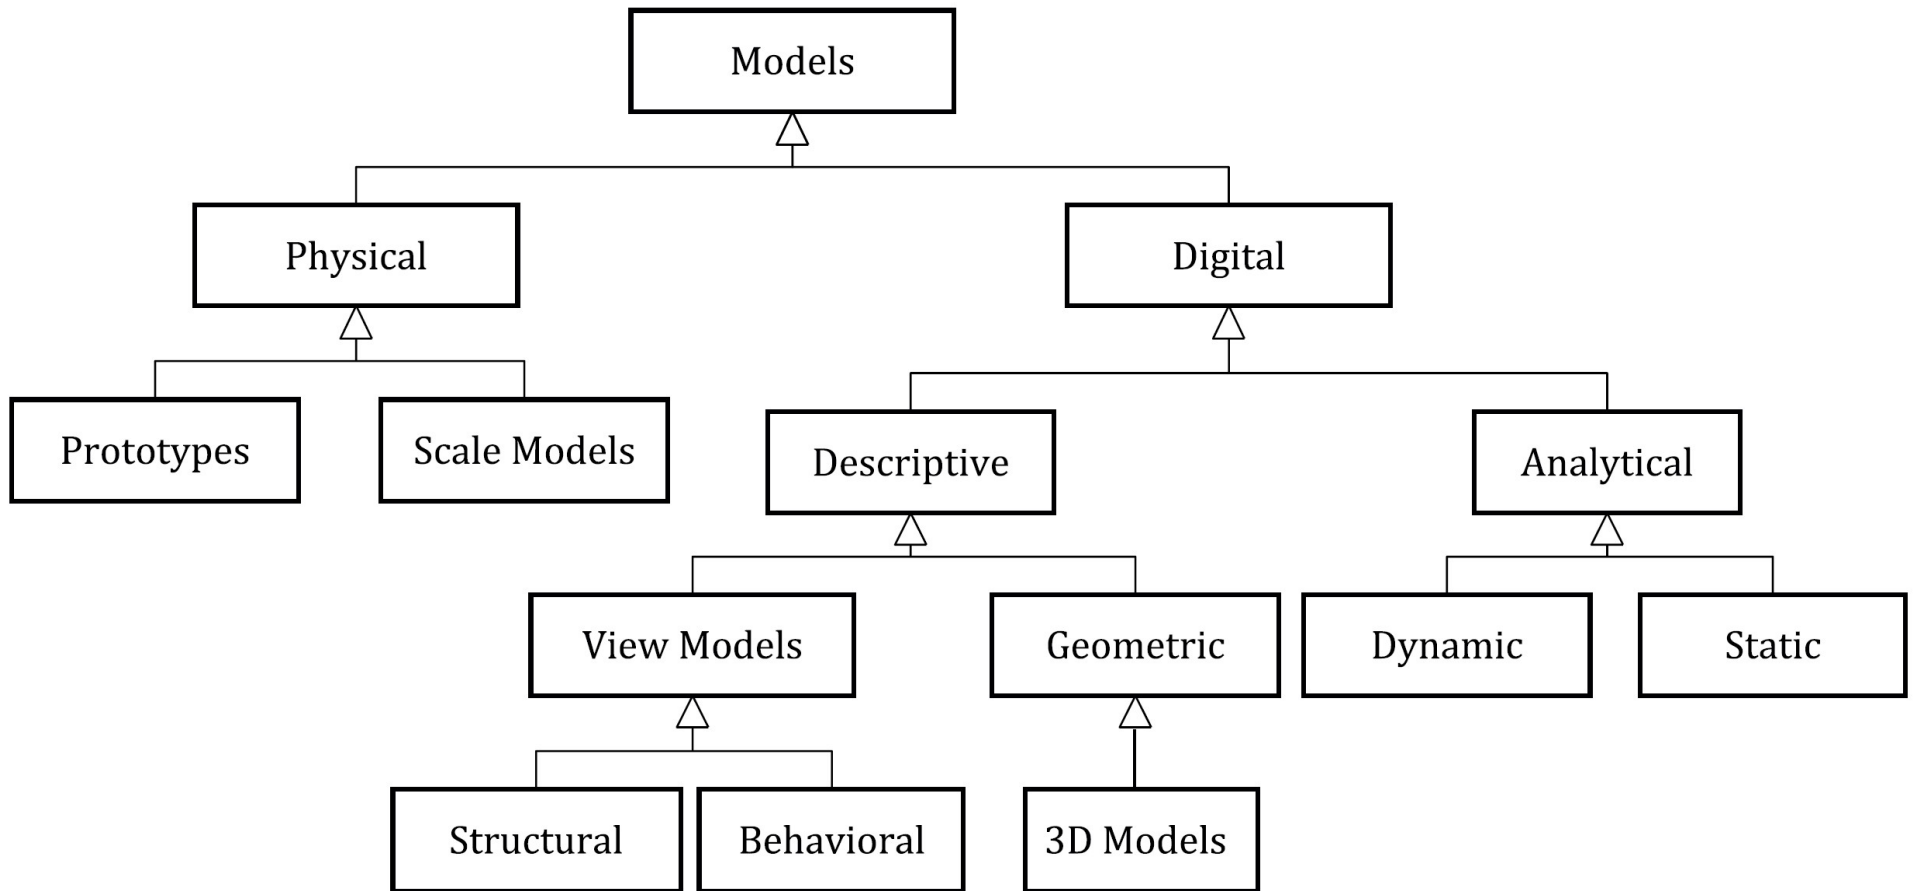 Models
Physical
Digital
Prototypes
Scale Models
Descriptive
Analytical
View Models
Geometric
Dynamic
Static
Structural
Behavioral
3D Models